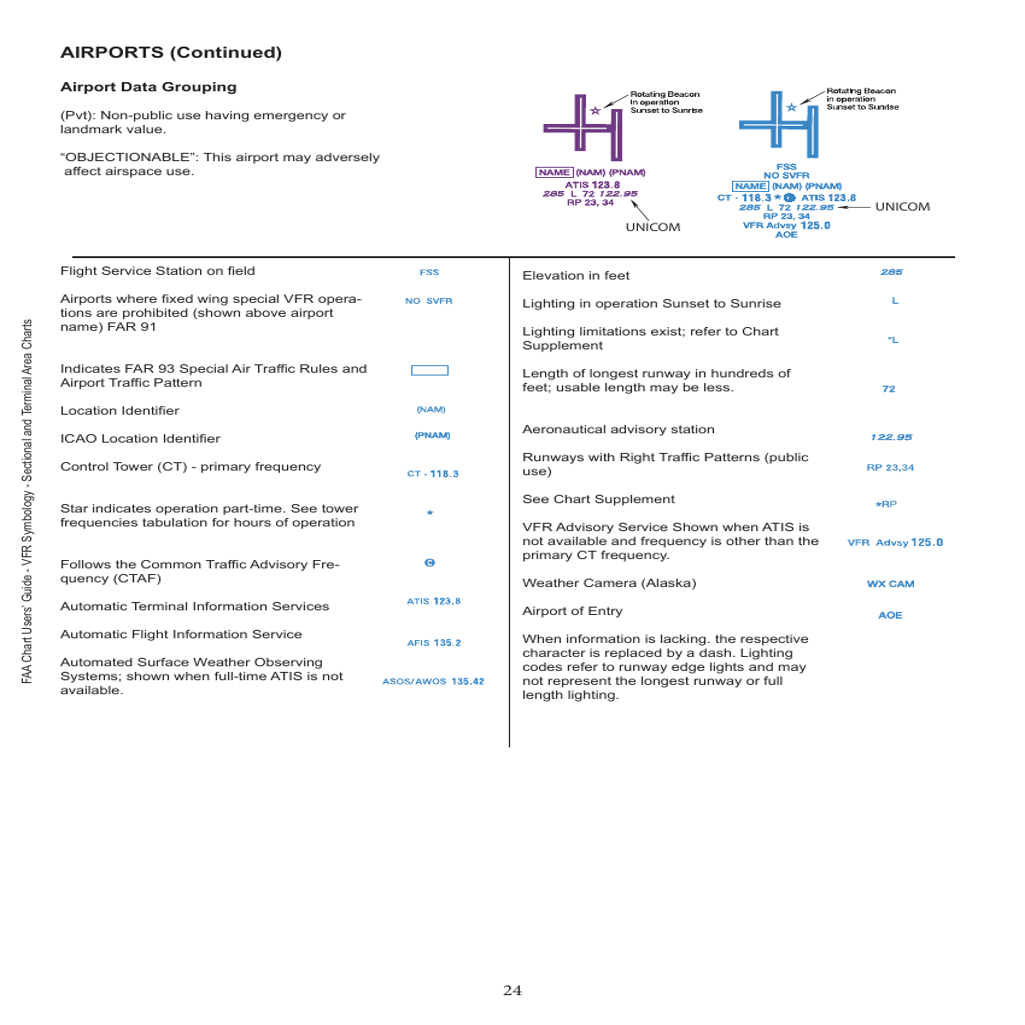 AIRPORTS (Continued)
Airport Data Grouping
(Pvt): Non-public use having emergency or
landmark value.
“OBJECTIONABLE”: This airport may adversely
affect airspace use.
Rotating Beacon
in operation
Sunset to Sunrise
NAME (NAM) (PNAM)
ATIS 123.8
285 L 72 122.95
RP 23, 34
UNICOM
Rotating Beacon
in operation
Sunset to Sunrise
FSS
NO SVFR
NAME (NAM) (PNAM)
CT - 118.3 ★ C ATIS 123.8
285 L 72 122.95
UNICOM
RP 23, 34
VFR Advsy 125.0
AOE
Flight Service Station on field FSS
Airports where fixed wing special VFR opera- NO SVFR
tions are prohibited (shown above airport
name) FAR 91
Indicates FAR 93 Special Air Traffic Rules and
Airport Traffic Pattern
Location Identifier (NAM)
ICAO Location Identifier (PNAM)
Control Tower (CT) - primary frequency CT - 118.3
Star indicates operation part-time. See tower ★
frequencies tabulation for hours of operation
Follows the Common Traffic Advisory Fre- C
quency (CTAF)
Automatic Terminal Information Services ATIS 123.8
Automatic Flight Information Service AFIS 135.2
Automated Surface Weather Observing
Systems; shown when full-time ATIS is not ASOS/AWOS 135.42
available.
Elevation in feet 285
Lighting in operation Sunset to Sunrise L
Lighting limitations exist; refer to Chart
Supplement *L
Length of longest runway in hundreds of
feet; usable length may be less. 72
Aeronautical advisory station 122.95
Runways with Right Traffic Patterns (public RP 23,34
use)
See Chart Supplement ★RP
VFR Advisory Service Shown when ATIS is
not available and frequency is other than the VFR Advsy 125.0
primary CT frequency.
Weather Camera (Alaska) WX CAM
Airport of Entry AOE
When information is lacking. the respective
character is replaced by a dash. Lighting
codes refer to runway edge lights and may
not represent the longest runway or full
length lighting.
FAA Chart Users’ Guide - VFR Symbology - Sectional and Terminal Area Charts
24